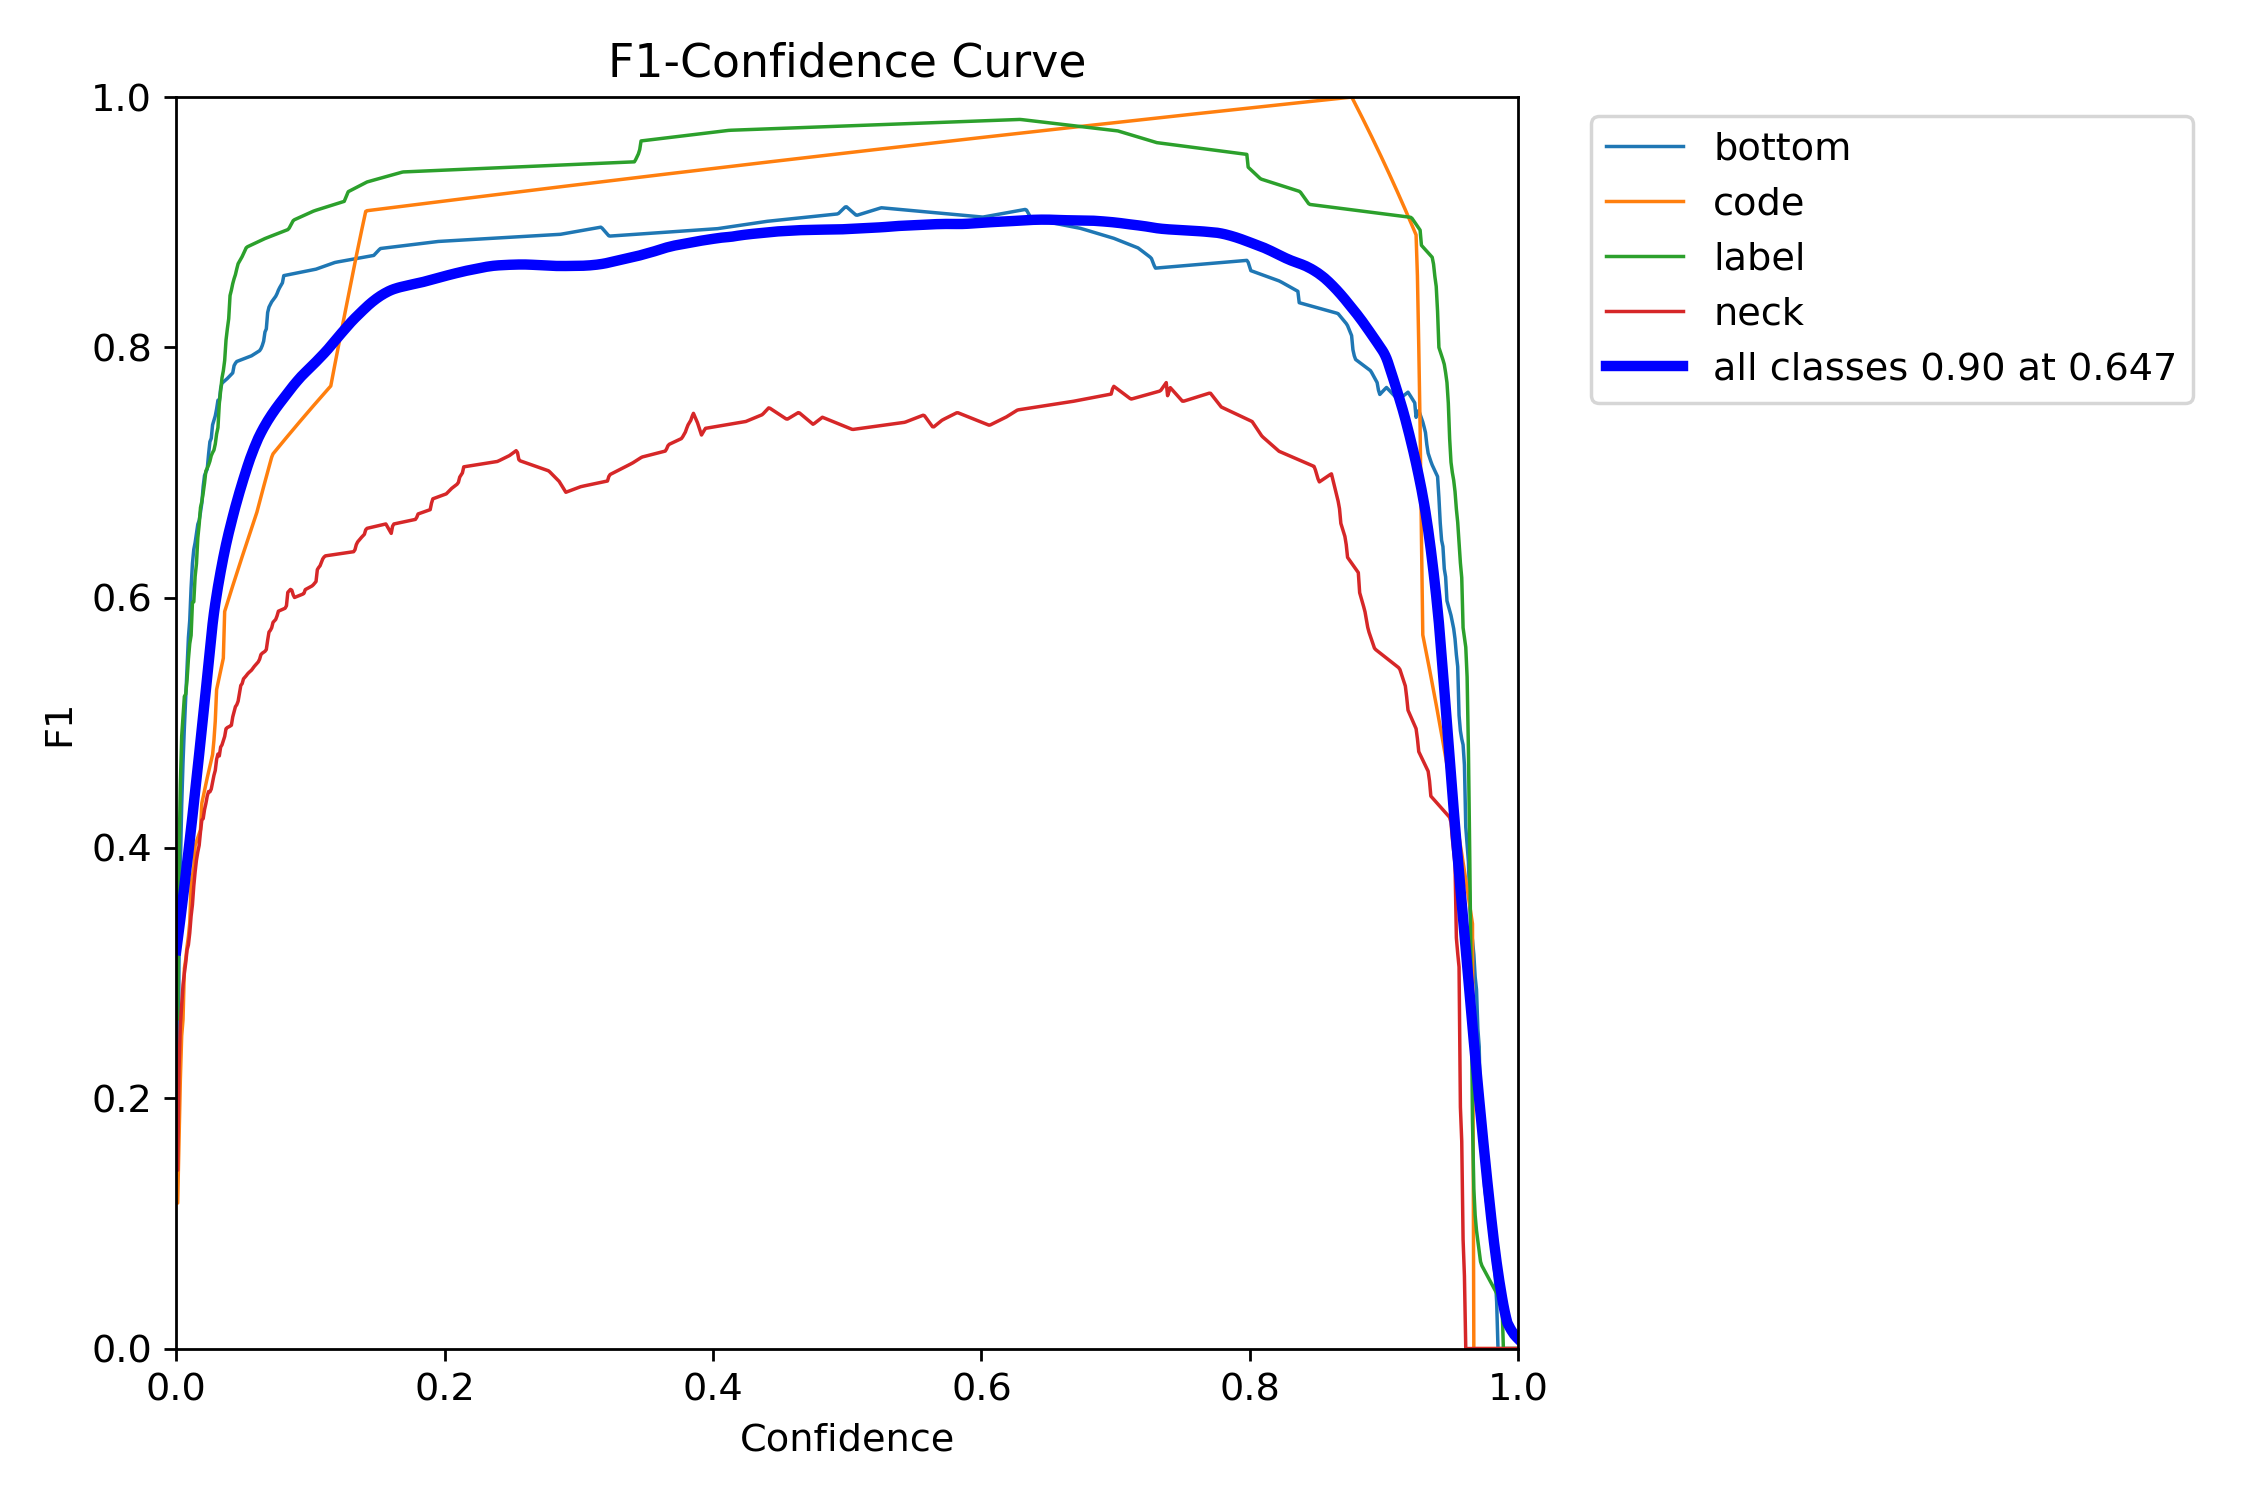 F1-Confidence Curve
1.0
0.8
0.6
0.4
0.2
0.0
F1
0.0 0.2 0.4 0.6 0.8 1.0
Confidence
bottom
code
label
neck
all classes 0.90 at 0.647